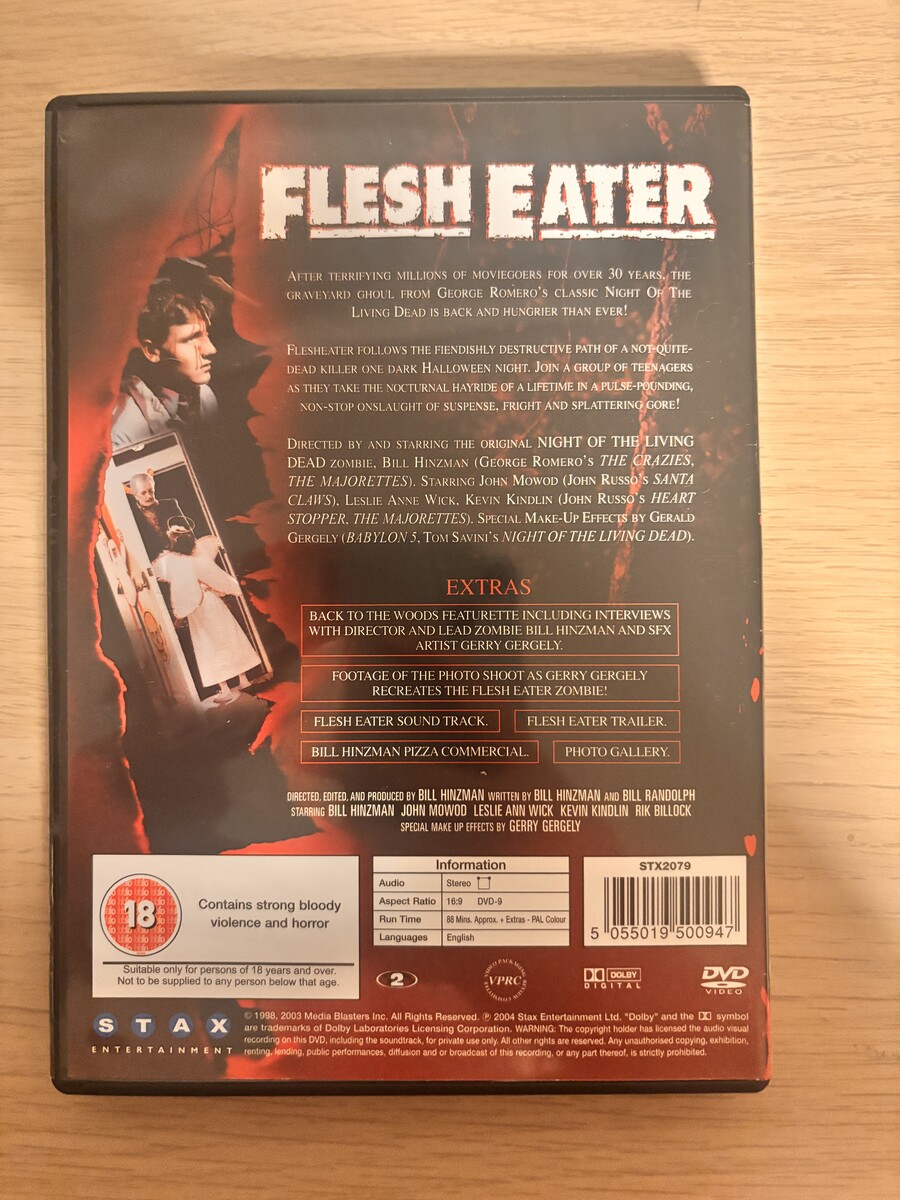 FLESH EATER
AFTER TERRIFYING MILLIONS OF MOVIEGOERS FOR OVER 30 YEARS, THE
GRAVEYARD GHOUL FROM GEORGE ROMERO'S CLASSIC NIGHT OF THE
LIVING DEAD IS BACK AND HUNGRIER THAN EVER!
FLESHEATER FOLLOWS THE FIENDISHLY DESTRUCTIVE PATH OF A NOT-QUITE-
DEAD KILLER ONE DARK HALLOWEEN NIGHT. JOIN A GROUP OF TEENAGERS
AS THEY TAKE THE NOCTURNAL HAYRIDE OF A LIFETIME IN A PULSE-POUNDING,
NON-STOP ONSLAUGHT OF SUSPENSE, FRIGHT AND SPLATTERING GORE!
DIRECTED BY AND STARRING THE ORIGINAL NIGHT OF THE LIVING
DEAD ZOMBIE, BILL HINZMAN (GEORGE ROMERO'S THE CRAZIES,
THE MAJORETTES). STARRING JOHN MOWOD (JOHN RUSSO'S SANTA
CLAWS), LESLIE ANNE WICK, KEVIN KINDLIN (JOHN RUSSO'S HEART
STOPPER, THE MAJORETTES). SPECIAL MAKE-UP EFFECTS BY GERALD
GERGELY (BABYLON 5, TOM SAVINI'S NIGHT OF THE LIVING DEAD).
EXTRAS
BACK TO THE WOODS FEATURETTE INCLUDING INTERVIEWS
WITH DIRECTOR AND LEAD ZOMBIE BILL HINZMAN AND SFX
ARTIST GERRY GERGELY.
FOOTAGE OF THE PHOTO SHOOT AS GERRY GERGELY
RECREATES THE FLESH EATER ZOMBIE!
FLESH EATER SOUND TRACK. FLESH EATER TRAILER.
BILL HINZMAN PIZZA COMMERCIAL. PHOTO GALLERY.
DIRECTED, EDITED, AND PRODUCED BY BILL HINZMAN WRITTEN BY BILL HINZMAN AND BILL RANDOLPH
STARRING BILL HINZMAN JOHN MOWOD LESLIE ANN WICK KEVIN KINDLIN RIK BILLOCK
SPECIAL MAKE UP EFFECTS BY GERRY GERGELY
18
Contains strong bloody
violence and horror
Suitable only for persons of 18 years and over.
Not to be supplied to any person below that age.
Information
Audio Stereo
Aspect Ratio 16:9 DVD-9
Run Time 88 Mins. Approx. + Extras - PAL Colour
Languages English
STX2079
5 055019 500947
2
VPRC
DOLBY
DIGITAL
DVD
VIDEO
STAX
ENTERTAINMENT
© 1998, 2003 Media Blasters Inc. All Rights Reserved. ℗ 2004 Stax Entertainment Ltd. "Dolby" and the symbol
are trademarks of Dolby Laboratories Licensing Corporation. WARNING: The copyright holder has licensed the audio visual
recording on this DVD, including the soundtrack, for private use only. All other rights are reserved. Any unauthorised copying, exhibition,
renting, lending, public performances, diffusion and or broadcast of this recording, or any part thereof, is strictly prohibited.